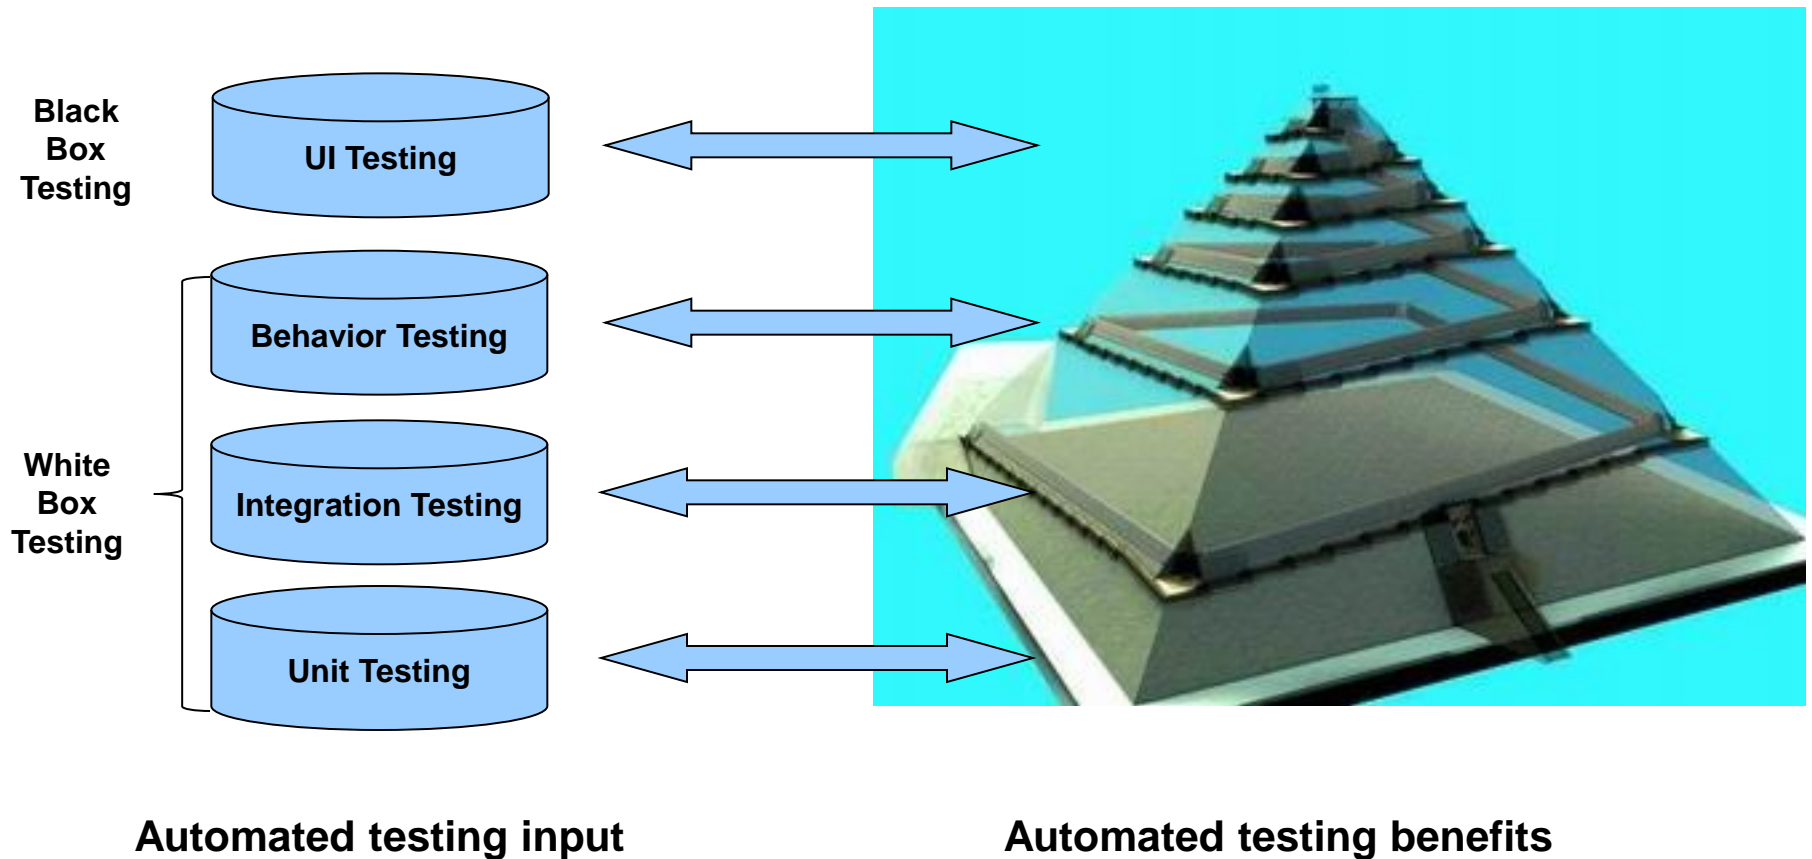 Black
Box
Testing
UI Testing
Behavior Testing
White
Box
Testing
Integration Testing
Unit Testing
Automated testing input
Automated testing benefits